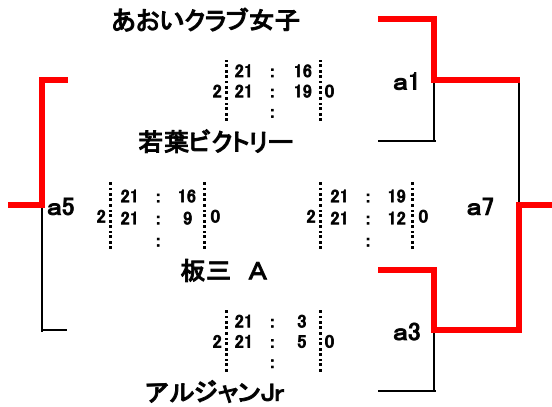 あおいクラブ女子
21 : 16
2 21 : 19 0
:
a1
若葉ビクトリー
a5
21 : 16
2 21 : 9 0
:
21 : 19
2 21 : 12 0
:
a7
板三 A
21 : 3
2 21 : 5 0
:
a3
アルジャンJr